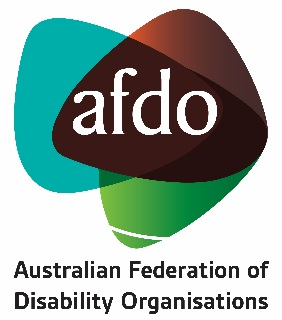 afdo
Australian Federation of
Disability Organisations